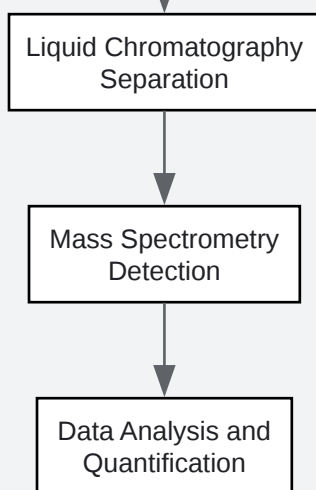 Liquid Chromatography
Separation
Mass Spectrometry
Detection
Data Analysis and
Quantification